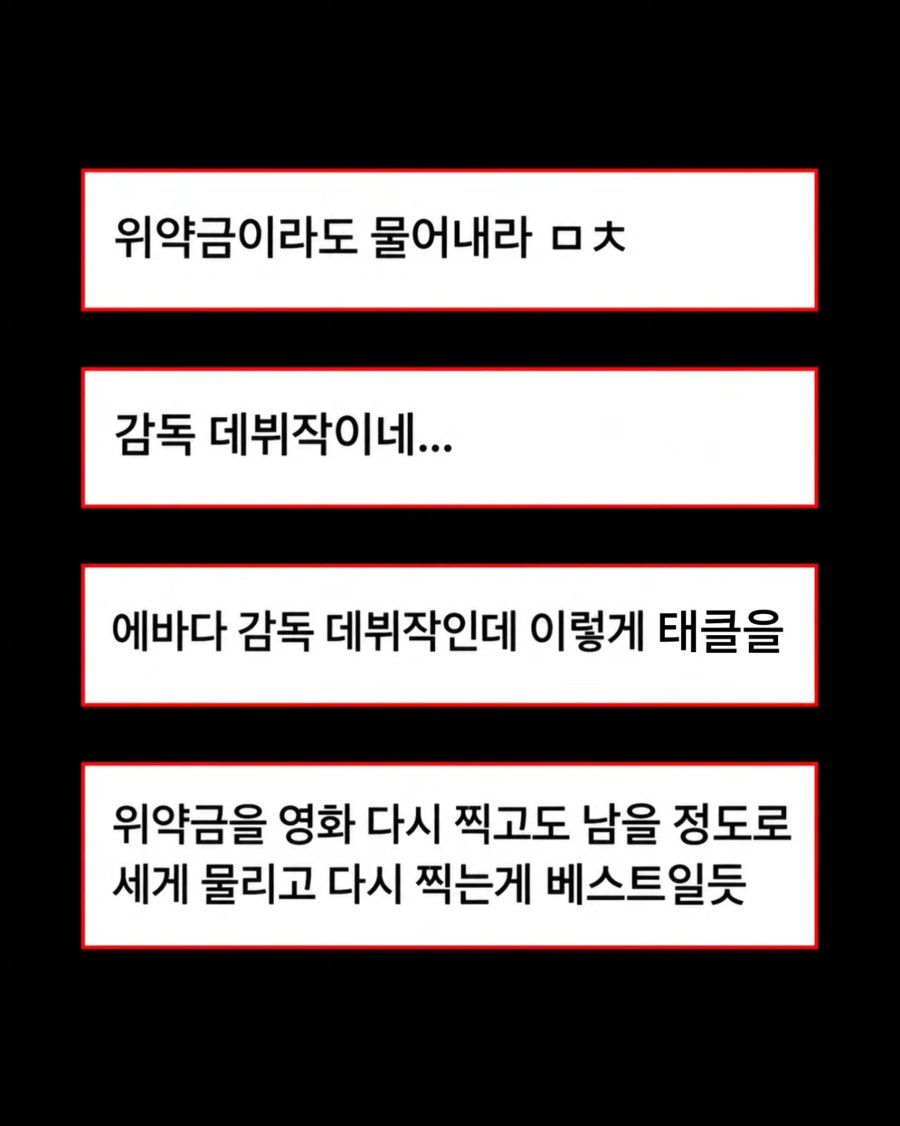 위약금이라도 물어내라 ㅁㅊ
감독 데뷔작이네...
에바다 감독 데뷔작인데 이렇게 태클을
위약금을 영화 다시 찍고도 남을 정도로
세게 물리고 다시 찍는게 베스트일듯